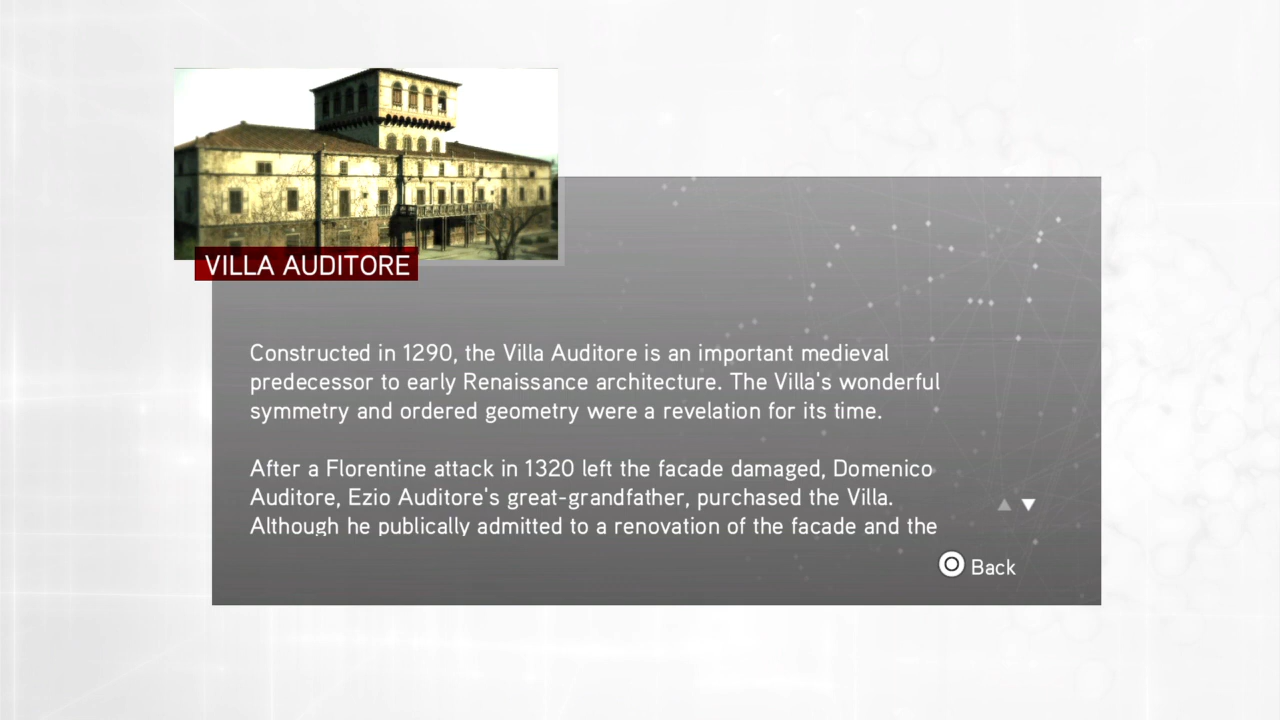 VILLA AUDITORE
Constructed in 1290, the Villa Auditore is an important medieval
predecessor to early Renaissance architecture. The Villa's wonderful
symmetry and ordered geometry were a revelation for its time.
After a Florentine attack in 1320 left the facade damaged, Domenico
Auditore, Ezio Auditore's great-grandfather, purchased the Villa.
Although he publically admitted to a renovation of the facade and the
Back